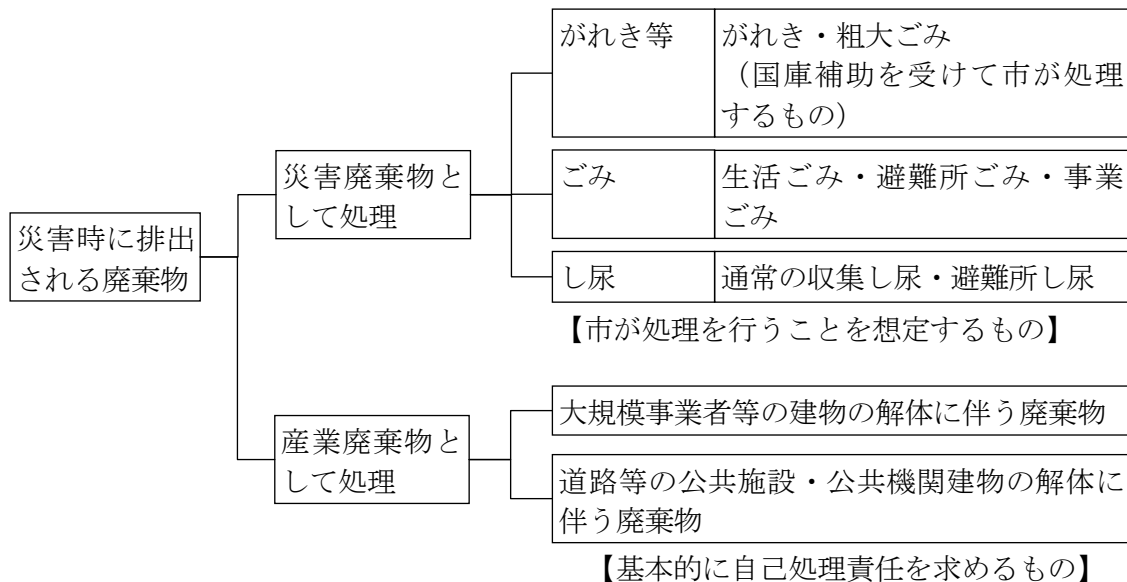 災害時に排出
される廃棄物
災害廃棄物と
して処理
がれき等
がれき・粗大ごみ
（国庫補助を受けて市が処理
するもの）
ごみ
生活ごみ・避難所ごみ・事業
ごみ
し尿
通常の収集し尿・避難所し尿
【市が処理を行うことを想定するもの】
産業廃棄物と
して処理
大規模事業者等の建物の解体に伴う廃棄物
道路等の公共施設・公共機関建物の解体に
伴う廃棄物
【基本的に自己処理責任を求めるもの】